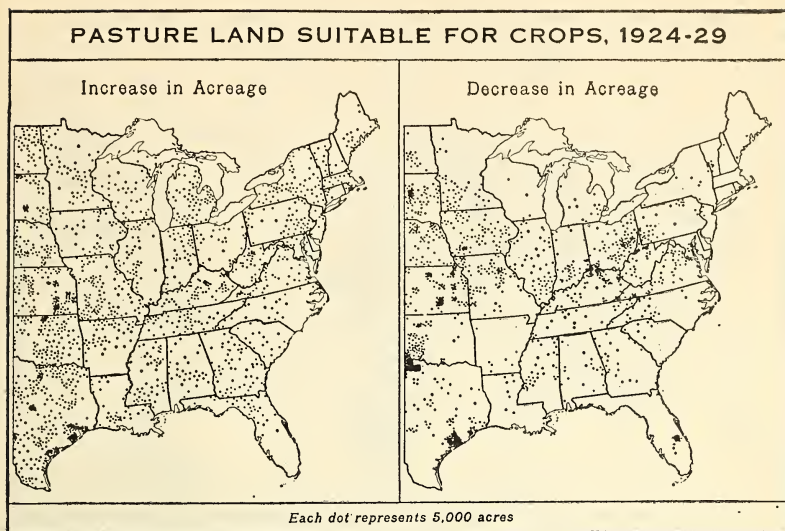 PASTURE LAND SUITABLE FOR CROPS, 1924-29
Increase in Acreage
Decrease in Acreage
Each dot represents 5,000 acres